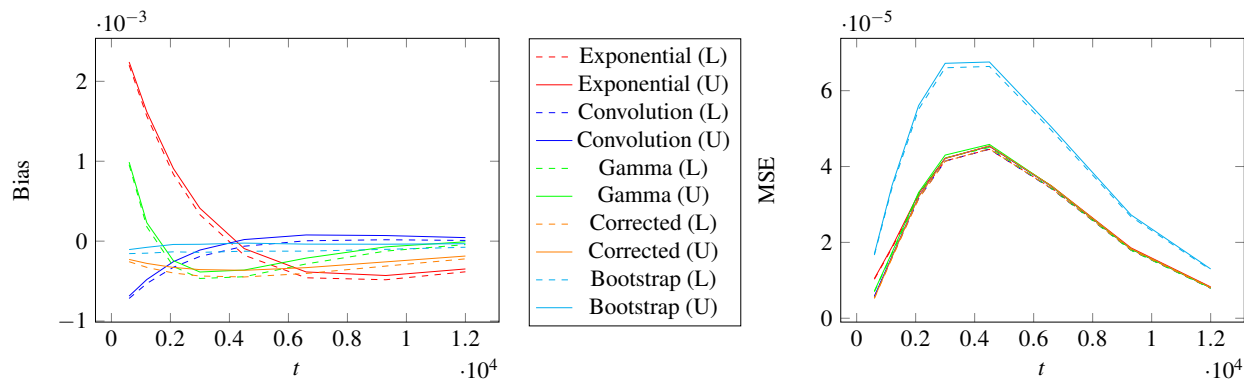 ·10−3
2
1
0
−1
Bias
0 0.2 0.4 0.6 0.8 1 1.2
·104
t
Exponential (L)
Exponential (U)
Convolution (L)
Convolution (U)
Gamma (L)
Gamma (U)
Corrected (L)
Corrected (U)
Bootstrap (L)
Bootstrap (U)
·10−5
6
4
2
0
MSE
0 0.2 0.4 0.6 0.8 1 1.2
·104
t